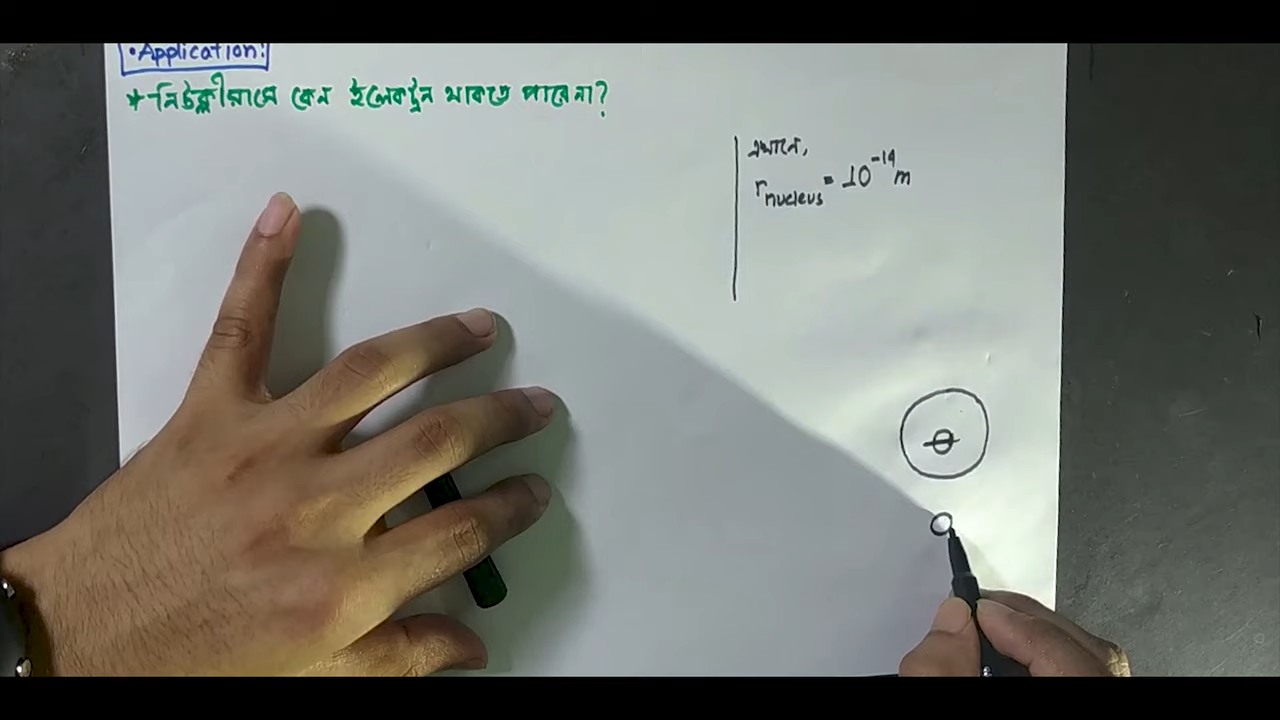 • Application:
* নিউক্লীয়াসে কেন ইলেকট্রন থাকতে পারেনা?
এখানে,
r_nucleus = 10^-14 m